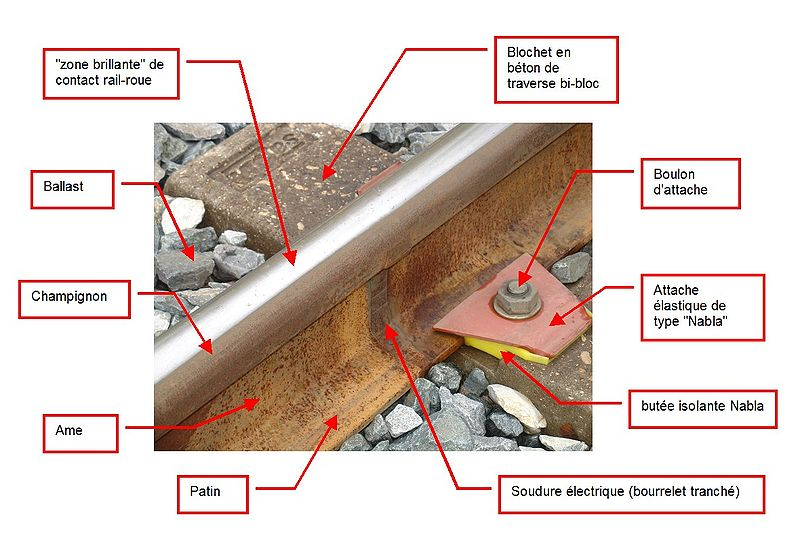 "zone brillante" de
contact rail-roue
Blochet en
béton de
traverse bi-bloc
Ballast
Boulon
d'attache
Champignon
Attache
élastique de
type "Nabla"
Ame
butée isolante Nabla
Patin
Soudure électrique (bourrelet tranché)